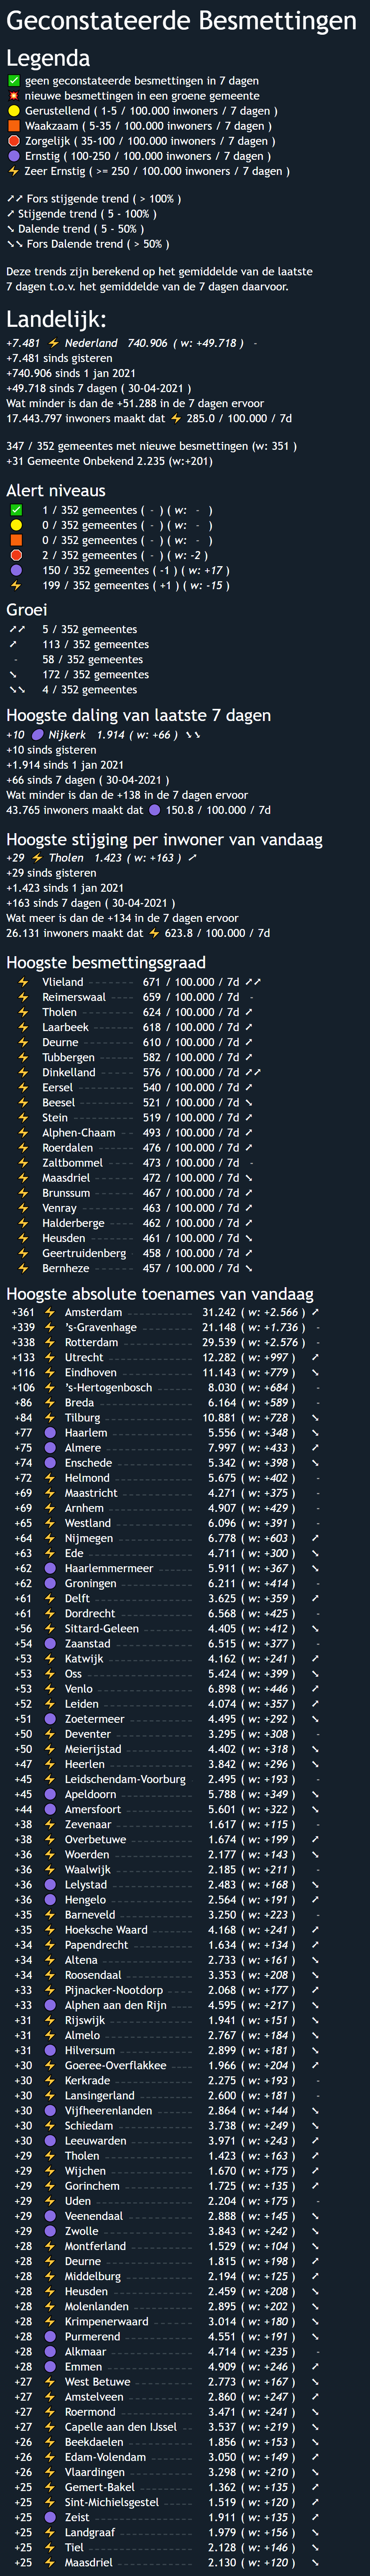 Geconstateerde Besmettingen
Legenda
✅ geen geconstateerde besmettingen in 7 dagen
💥 nieuwe besmettingen in een groene gemeente
🟡 Gerustellend ( 1-5 / 100.000 inwoners / 7 dagen )
🟧 Waakzaam ( 5-35 / 100.000 inwoners / 7 dagen )
🔴 Zorgelijk ( 35-100 / 100.000 inwoners / 7 dagen )
🟣 Ernstig ( 100-250 / 100.000 inwoners / 7 dagen )
⚡ Zeer Ernstig ( >= 250 / 100.000 inwoners / 7 dagen )
➚➚ Fors stijgende trend ( > 100% )
➚ Stijgende trend ( 5 - 100% )
➘ Dalende trend ( 5 - 50% )
➘➘ Fors Dalende trend ( > 50% )
Deze trends zijn berekend op het gemiddelde van de laatste
7 dagen t.o.v. het gemiddelde van de 7 dagen daarvoor.
Landelijk:
+7.481 ⚡ Nederland 740.906 ( w: +49.718 ) -
+7.481 sinds gisteren
+740.906 sinds 1 jan 2021
+49.718 sinds 7 dagen ( 30-04-2021 )
Wat minder is dan de +51.288 in de 7 dagen ervoor
17.443.797 inwoners maakt dat ⚡ 285.0 / 100.000 / 7d
347 / 352 gemeentes met nieuwe besmettingen (w: 351 )
+31 Gemeente Onbekend 2.235 (w:+201)
Alert niveaus
✅ 1 / 352 gemeentes ( - ) ( w: - )
🟡 0 / 352 gemeentes ( - ) ( w: - )
🟧 0 / 352 gemeentes ( - ) ( w: - )
🔴 2 / 352 gemeentes ( - ) ( w: -2 )
🟣 150 / 352 gemeentes ( -1 ) ( w: +17 )
⚡ 199 / 352 gemeentes ( +1 ) ( w: -15 )
Groei
➚➚ 5 / 352 gemeentes
➚ 113 / 352 gemeentes
- 58 / 352 gemeentes
➘ 172 / 352 gemeentes
➘➘ 4 / 352 gemeentes
Hoogste daling van laatste 7 dagen
+10 🟣 Nijkerk 1.914 ( w: +66 ) ➘➘
+10 sinds gisteren
+1.914 sinds 1 jan 2021
+66 sinds 7 dagen ( 30-04-2021 )
Wat minder is dan de +138 in de 7 dagen ervoor
43.765 inwoners maakt dat 🟣 150.8 / 100.000 / 7d
Hoogste stijging per inwoner van vandaag
+29 ⚡ Tholen 1.423 ( w: +163 ) ➚
+29 sinds gisteren
+1.423 sinds 1 jan 2021
+163 sinds 7 dagen ( 30-04-2021 )
Wat meer is dan de +134 in de 7 dagen ervoor
26.131 inwoners maakt dat ⚡ 623.8 / 100.000 / 7d
Hoogste besmettingsgraad
⚡ Vlieland 671 / 100.000 / 7d ➚➚
⚡ Reimerswaal 659 / 100.000 / 7d -
⚡ Tholen 624 / 100.000 / 7d ➚
⚡ Laarbeek 618 / 100.000 / 7d ➚
⚡ Deurne 610 / 100.000 / 7d ➚
⚡ Tubbergen 582 / 100.000 / 7d ➚
⚡ Dinkelland 576 / 100.000 / 7d ➚➚
⚡ Eersel 540 / 100.000 / 7d ➚
⚡ Beesel 521 / 100.000 / 7d ➘
⚡ Stein 519 / 100.000 / 7d ➚
⚡ Alphen-Chaam 493 / 100.000 / 7d ➚
⚡ Roerdalen 476 / 100.000 / 7d ➚
⚡ Zaltbommel 473 / 100.000 / 7d -
⚡ Maasdriel 472 / 100.000 / 7d ➘
⚡ Brunssum 467 / 100.000 / 7d ➚
⚡ Venray 463 / 100.000 / 7d ➚
⚡ Halderberge 462 / 100.000 / 7d ➚
⚡ Heusden 461 / 100.000 / 7d ➘
⚡ Geertruidenberg 458 / 100.000 / 7d ➚
⚡ Bernheze 457 / 100.000 / 7d ➘
Hoogste absolute toenames van vandaag
+361 ⚡ Amsterdam 31.242 ( w: +2.566 ) ➚
+339 ⚡ 's-Gravenhage 21.148 ( w: +1.736 ) -
+338 ⚡ Rotterdam 29.539 ( w: +2.576 ) -
+133 ⚡ Utrecht 12.282 ( w: +997 ) ➚
+116 ⚡ Eindhoven 11.143 ( w: +779 ) ➘
+106 ⚡ 's-Hertogenbosch 8.030 ( w: +684 ) -
+86 ⚡ Breda 6.164 ( w: +589 ) -
+84 ⚡ Tilburg 10.881 ( w: +728 ) ➘
+77 🟣 Haarlem 5.556 ( w: +348 ) ➘
+75 🟣 Almere 7.997 ( w: +433 ) ➚
+74 🟣 Enschede 5.342 ( w: +398 ) ➘
+72 ⚡ Helmond 5.675 ( w: +402 ) -
+69 ⚡ Maastricht 4.271 ( w: +375 ) -
+69 ⚡ Arnhem 4.907 ( w: +429 ) -
+65 ⚡ Westland 6.096 ( w: +391 ) -
+64 ⚡ Nijmegen 6.778 ( w: +603 ) ➚
+63 ⚡ Ede 4.711 ( w: +300 ) ➘
+62 🟣 Haarlemmermeer 5.911 ( w: +367 ) ➘
+62 🟣 Groningen 6.211 ( w: +414 ) -
+61 ⚡ Delft 3.625 ( w: +359 ) ➚
+61 ⚡ Dordrecht 6.568 ( w: +425 ) -
+56 ⚡ Sittard-Geleen 4.405 ( w: +412 ) ➘
+54 🟣 Zaanstad 6.515 ( w: +377 ) -
+53 ⚡ Katwijk 4.162 ( w: +241 ) ➚
+53 ⚡ Oss 5.424 ( w: +399 ) ➘
+53 ⚡ Venlo 6.898 ( w: +446 ) ➚
+52 ⚡ Leiden 4.074 ( w: +357 ) ➚
+51 🟣 Zoetermeer 4.495 ( w: +292 ) ➘
+50 ⚡ Deventer 3.295 ( w: +308 ) -
+50 ⚡ Meierijstad 4.402 ( w: +318 ) ➘
+47 ⚡ Heerlen 3.842 ( w: +296 ) ➘
+45 ⚡ Leidschendam-Voorburg 2.495 ( w: +193 ) -
+45 🟣 Apeldoorn 5.788 ( w: +349 ) ➘
+44 🟣 Amersfoort 5.601 ( w: +322 ) ➘
+38 ⚡ Zevenaar 1.617 ( w: +115 ) -
+38 ⚡ Overbetuwe 1.674 ( w: +199 ) ➚
+36 ⚡ Woerden 2.177 ( w: +143 ) ➘
+36 ⚡ Waalwijk 2.185 ( w: +211 ) -
+36 🟣 Lelystad 2.483 ( w: +168 ) ➘
+36 🟣 Hengelo 2.564 ( w: +191 ) ➚
+35 ⚡ Barneveld 3.250 ( w: +223 ) -
+35 ⚡ Hoeksche Waard 4.168 ( w: +241 ) ➚
+34 ⚡ Papendrecht 1.634 ( w: +134 ) ➚
+34 ⚡ Altena 2.733 ( w: +161 ) ➘
+34 ⚡ Roosendaal 3.353 ( w: +208 ) ➘
+33 ⚡ Pijnacker-Nootdorp 2.068 ( w: +177 ) ➚
+33 🟣 Alphen aan den Rijn 4.595 ( w: +217 ) ➘
+31 ⚡ Rijswijk 1.941 ( w: +151 ) ➘
+31 ⚡ Almelo 2.767 ( w: +184 ) ➘
+31 🟣 Hilversum 2.899 ( w: +181 ) ➘
+30 ⚡ Goeree-Overflakkee 1.966 ( w: +204 ) ➚
+30 ⚡ Kerkrade 2.275 ( w: +193 ) -
+30 ⚡ Lansingerland 2.600 ( w: +181 ) -
+30 🟣 Vijfheerenlanden 2.864 ( w: +144 ) ➘
+30 ⚡ Schiedam 3.738 ( w: +249 ) ➘
+30 🟣 Leeuwarden 3.971 ( w: +243 ) ➚
+29 ⚡ Tholen 1.423 ( w: +163 ) ➚
+29 ⚡ Wijchen 1.670 ( w: +175 ) ➚
+29 ⚡ Gorinchem 1.725 ( w: +135 ) ➚
+29 ⚡ Uden 2.204 ( w: +175 ) -
+29 🟣 Veenendaal 2.888 ( w: +145 ) ➘
+29 🟣 Zwolle 3.843 ( w: +242 ) ➘
+28 ⚡ Montferland 1.529 ( w: +104 ) ➘
+28 ⚡ Deurne 1.815 ( w: +198 ) ➚
+28 ⚡ Middelburg 2.194 ( w: +125 ) ➚
+28 ⚡ Heusden 2.459 ( w: +208 ) ➘
+28 ⚡ Molenlanden 2.895 ( w: +202 ) ➘
+28 ⚡ Krimpenerwaard 3.014 ( w: +180 ) ➘
+28 🟣 Purmerend 4.551 ( w: +191 ) ➘
+28 🟣 Alkmaar 4.714 ( w: +235 ) -
+28 🟣 Emmen 4.909 ( w: +246 ) ➚
+27 ⚡ West Betuwe 2.773 ( w: +167 ) ➘
+27 ⚡ Amstelveen 2.860 ( w: +247 ) ➚
+27 ⚡ Roermond 3.471 ( w: +241 ) ➘
+27 ⚡ Capelle aan den IJssel 3.537 ( w: +219 ) ➘
+26 ⚡ Beekdaelen 1.856 ( w: +153 ) ➘
+26 ⚡ Edam-Volendam 3.050 ( w: +149 ) ➚
+26 ⚡ Vlaardingen 3.298 ( w: +210 ) ➘
+25 ⚡ Gemert-Bakel 1.362 ( w: +135 ) ➚
+25 ⚡ Sint-Michielsgestel 1.519 ( w: +120 ) ➚
+25 🟣 Zeist 1.911 ( w: +135 ) ➚
+25 ⚡ Landgraaf 1.979 ( w: +156 ) ➘
+25 ⚡ Tiel 2.128 ( w: +146 ) ➘
+25 ⚡ Maasdriel 2.130 ( w: +120 ) ➘